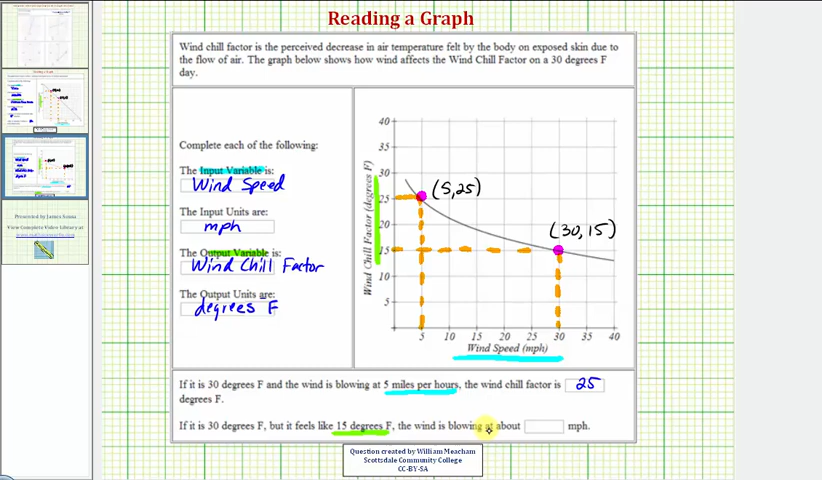 Reading a Graph
Wind chill factor is the perceived decrease in air temperature felt by the body on exposed skin due to
the flow of air. The graph below shows how wind affects the Wind Chill Factor on a 30 degrees F
day.
Complete each of the following:
The Input Variable is:
Wind Speed
The Input Units are:
mph
The Output Variable is:
Wind Chill Factor
The Output Units are:
degrees F
Wind Chill Factor (degrees F)
40
35
30
25
20
15
10
5
(5,25)
(30,15)
5 10 15 20 25 30 35 40
Wind Speed (mph)
If it is 30 degrees F and the wind is blowing at 5 miles per hours, the wind chill factor is 25
degrees F.
If it is 30 degrees F, but it feels like 15 degrees F, the wind is blowing at about mph.
Question created by William Meacham
Scottsdale Community College
CC-BY-SA
Presented by James Sousa
View Complete Video Library at